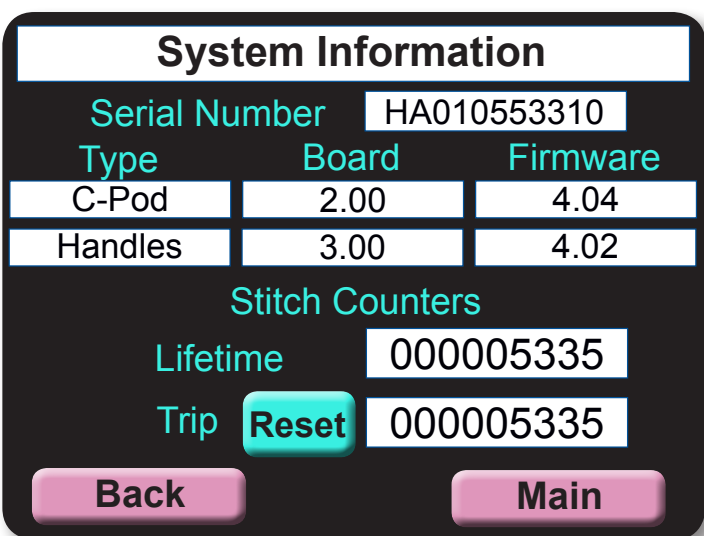 System Information
Serial Number HA010553310
Type Board Firmware
C-Pod 2.00 4.04
Handles 3.00 4.02
Stitch Counters
Lifetime 000005335
Trip Reset 000005335
Back Main